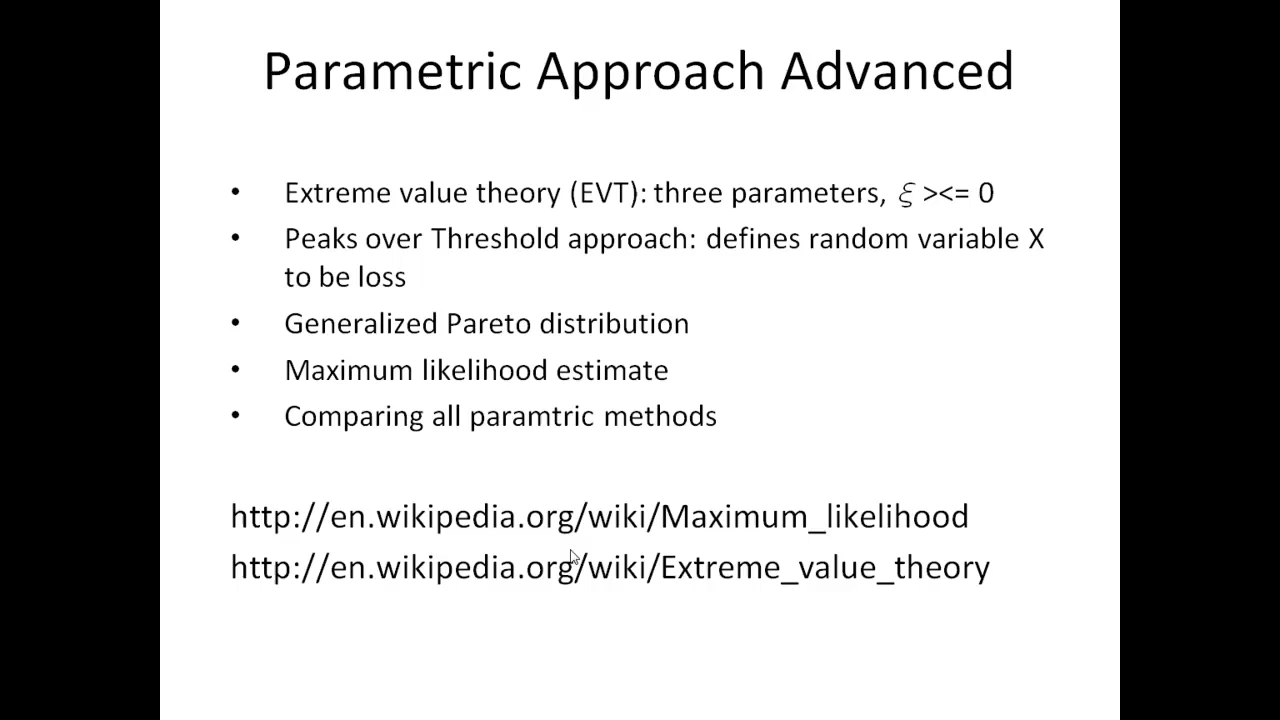 Parametric Approach Advanced
• Extreme value theory (EVT): three parameters, ξ ><= 0
• Peaks over Threshold approach: defines random variable X
to be loss
• Generalized Pareto distribution
• Maximum likelihood estimate
• Comparing all paramtric methods
http://en.wikipedia.org/wiki/Maximum_likelihood
http://en.wikipedia.org/wiki/Extreme_value_theory